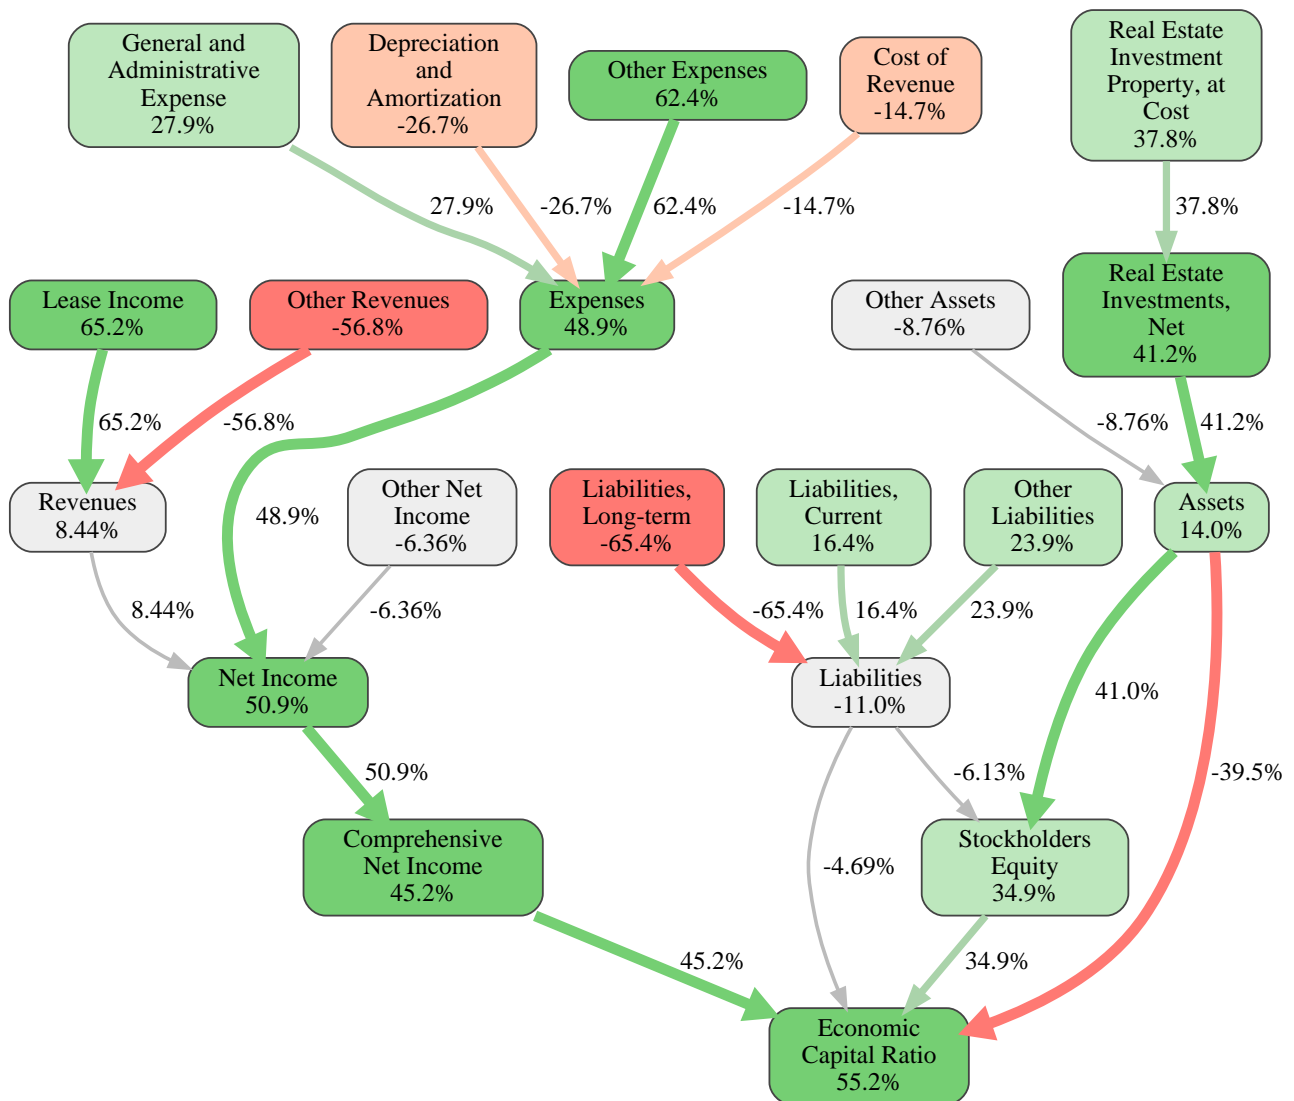 General and
Administrative
Expense
27.9%
Depreciation
and
Amortization
-26.7%
Other Expenses
62.4%
Cost of
Revenue
-14.7%
Real Estate
Investment
Property, at
Cost
37.8%
27.9%
-26.7%
62.4%
-14.7%
37.8%
Lease Income
65.2%
Other Revenues
-56.8%
Expenses
48.9%
Other Assets
-8.76%
Real Estate
Investments,
Net
41.2%
65.2%
-56.8%
-8.76%
41.2%
Revenues
8.44%
48.9%
Other Net
Income
-6.36%
Liabilities,
Long-term
-65.4%
Liabilities,
Current
16.4%
Other
Liabilities
23.9%
Assets
14.0%
8.44%
-6.36%
-65.4%
16.4%
23.9%
Net Income
50.9%
Liabilities
-11.0%
41.0%
50.9%
-6.13%
-39.5%
Comprehensive
Net Income
45.2%
-4.69%
Stockholders
Equity
34.9%
45.2%
34.9%
Economic
Capital Ratio
55.2%